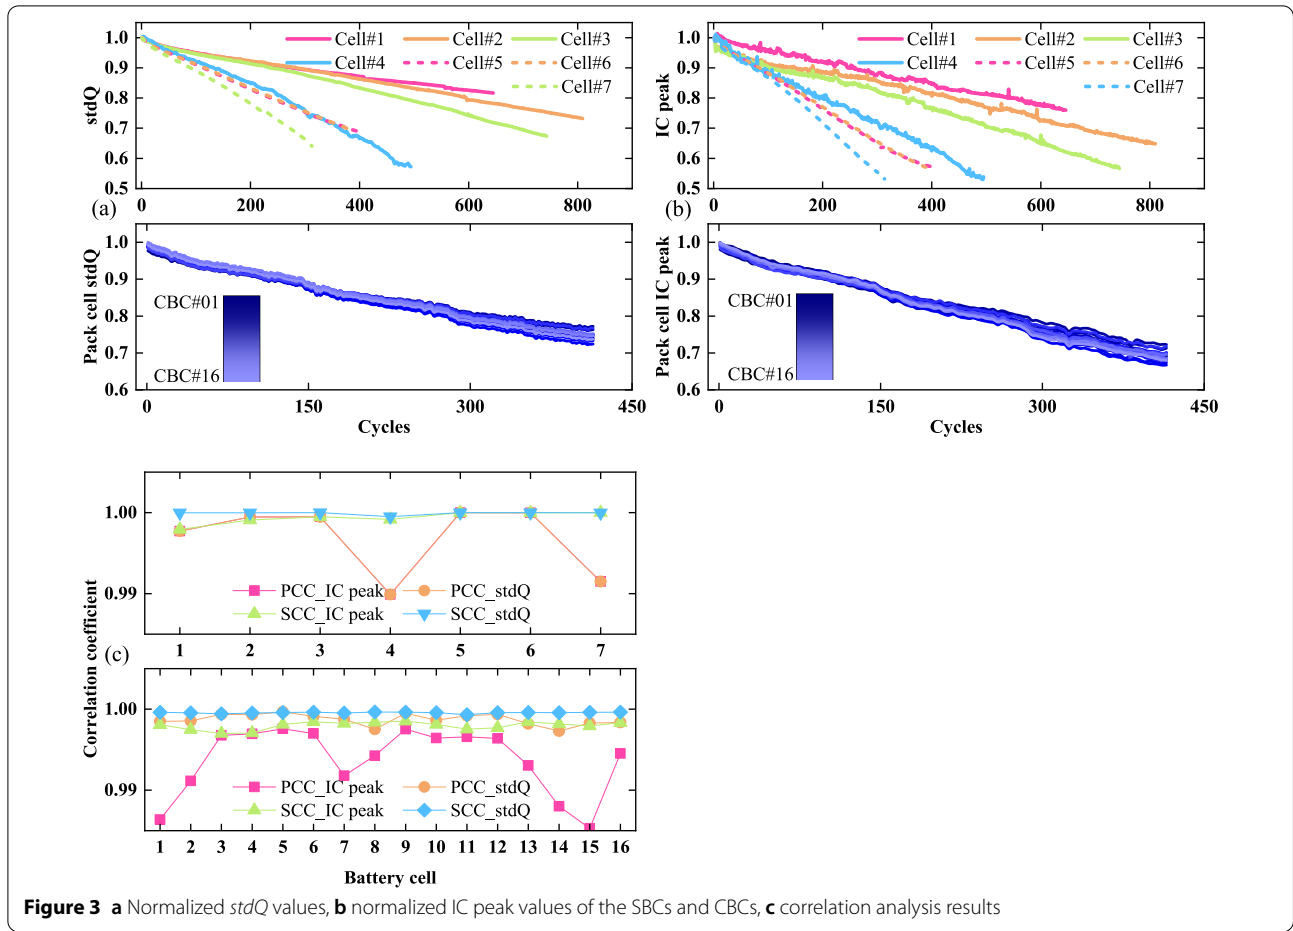 stdQ
1.0
0.9
0.8
0.7
0.6
0.5
Cell#1 Cell#2 Cell#3
Cell#4 Cell#5 Cell#6
Cell#7
0 200 400 600 800
(a)
IC peak
1.0
0.9
0.8
0.7
0.6
0.5
Cell#1 Cell#2 Cell#3
Cell#4 Cell#5 Cell#6
Cell#7
0 200 400 600 800
(b)
Pack cell stdQ
1.0
0.9
0.8
0.7
0.6
CBC#01
CBC#16
0 150 300 450
Cycles
Pack cell IC peak
1.0
0.9
0.8
0.7
0.6
CBC#01
CBC#16
0 150 300 450
Cycles
Correlation coefficient
1.00
0.99
PCC_IC peak PCC_stdQ
SCC_IC peak SCC_stdQ
1 2 3 4 5 6 7
(c)
1.00
0.99
PCC_IC peak PCC_stdQ
SCC_IC peak SCC_stdQ
1 2 3 4 5 6 7 8 9 10 11 12 13 14 15 16
Battery cell
Figure 3 a Normalized stdQ values, b normalized IC peak values of the SBCs and CBCs, c correlation analysis results